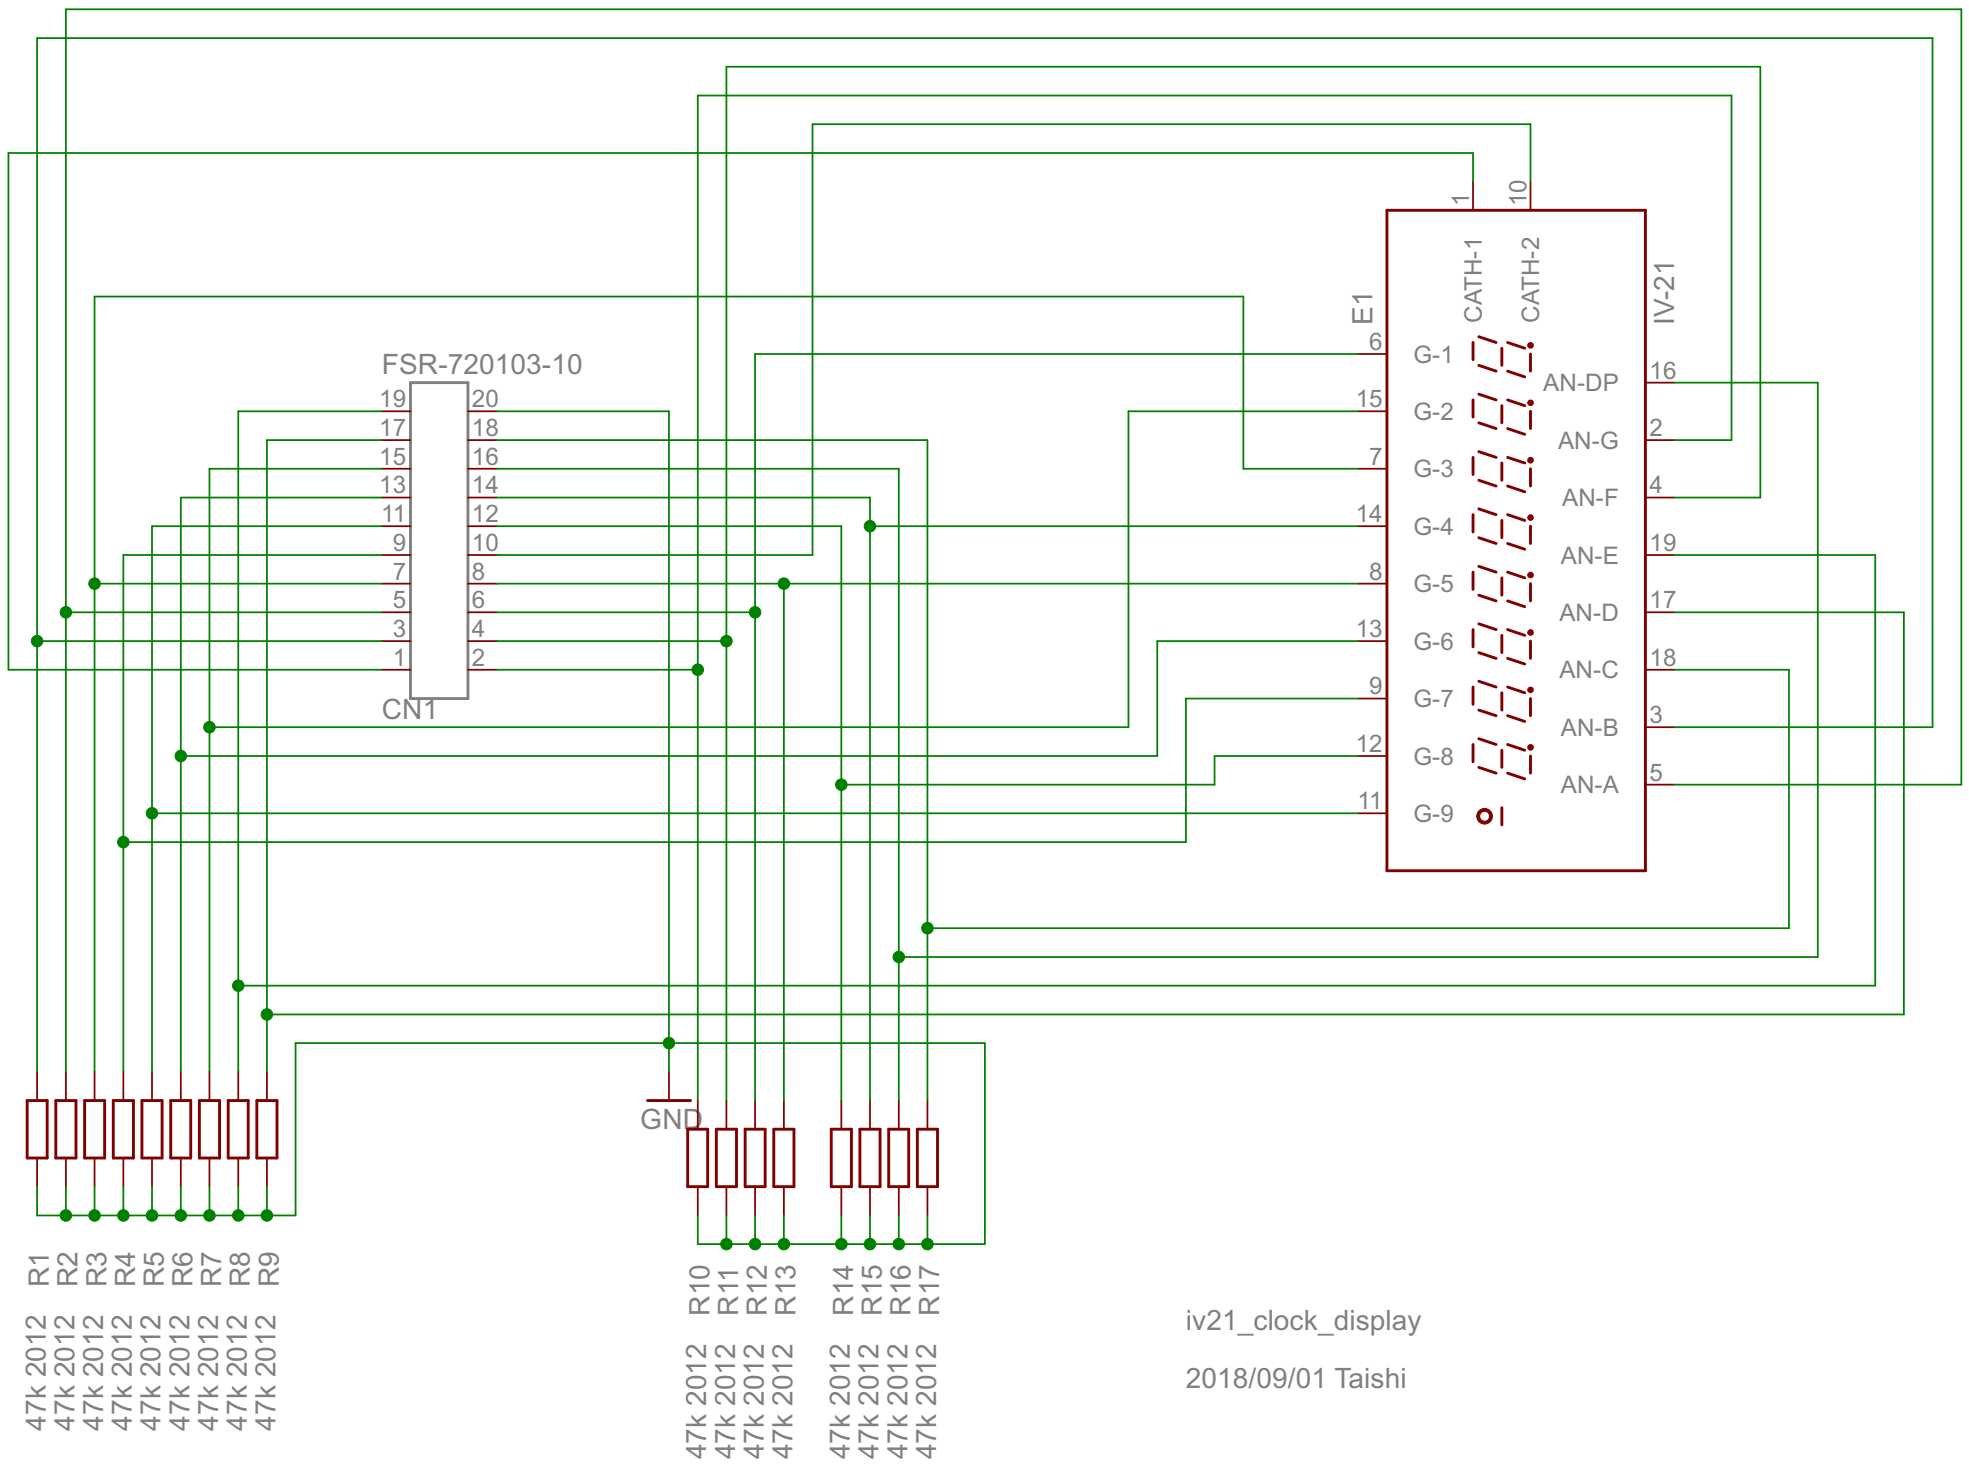 1
10
CATH-1
CATH-2
E1
IV-21
6
G-1
15
G-2
7
G-3
14
G-4
8
G-5
13
G-6
9
G-7
12
G-8
11
G-9
AN-DP
16
AN-G
2
AN-F
4
AN-E
19
AN-D
17
AN-C
18
AN-B
3
AN-A
5
FSR-720103-10
19 20
17 18
15 16
13 14
11 12
9 10
7 8
5 6
3 4
1 2
CN1
GND
R1
R2
R3
R4
R5
R6
R7
R8
R9
47k 2012
47k 2012
47k 2012
47k 2012
47k 2012
47k 2012
47k 2012
47k 2012
47k 2012
R10
R11
R12
R13
R14
R15
R16
R17
47k 2012
47k 2012
47k 2012
47k 2012
47k 2012
47k 2012
47k 2012
47k 2012
iv21_clock_display
2018/09/01 Taishi